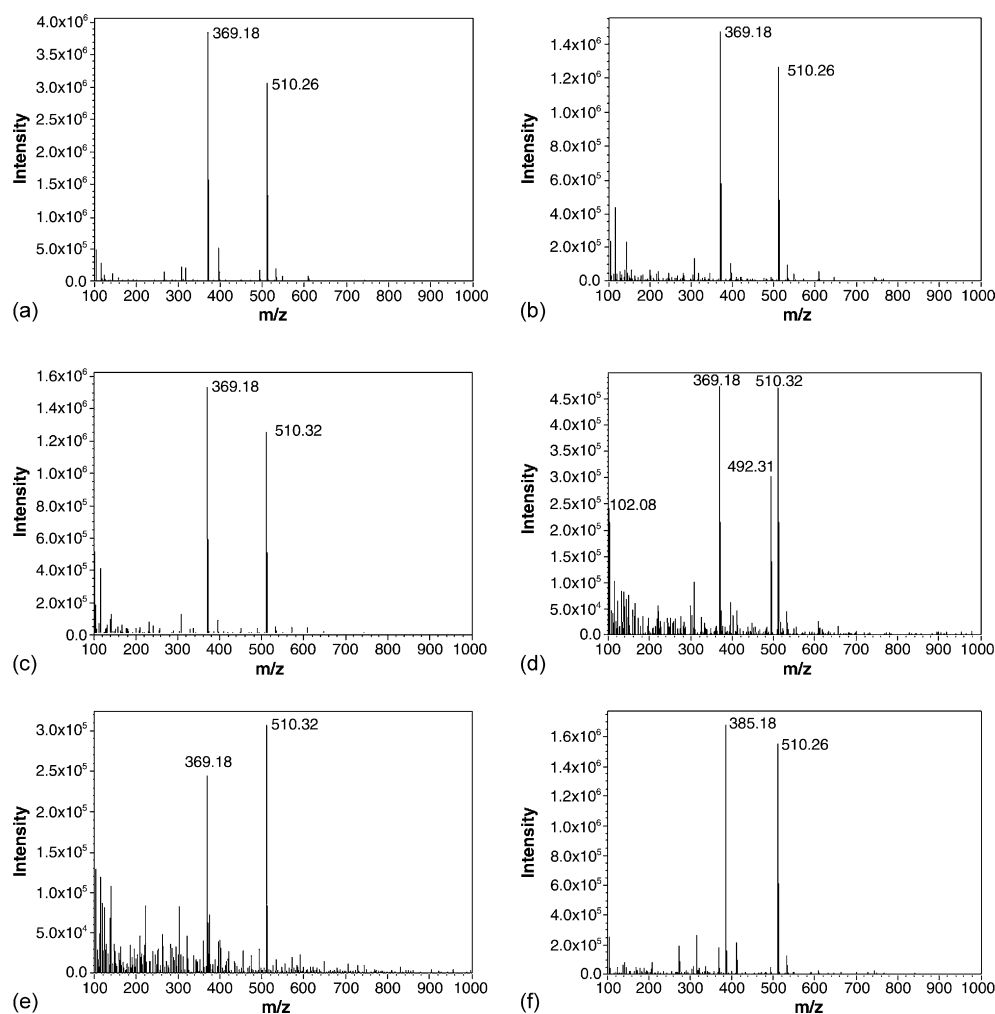 4.0x10⁶
3.5x10⁶
3.0x10⁶
2.5x10⁶
2.0x10⁶
1.5x10⁶
1.0x10⁶
5.0x10⁵
0.0
Intensity
369.18
510.26
100 200 300 400 500 600 700 800 900 1000
m/z
(a)
1.4x10⁶
1.2x10⁶
1.0x10⁶
8.0x10⁵
6.0x10⁵
4.0x10⁵
2.0x10⁵
0.0
Intensity
369.18
510.26
100 200 300 400 500 600 700 800 900 1000
m/z
(b)
1.6x10⁶
1.4x10⁶
1.2x10⁶
1.0x10⁶
8.0x10⁵
6.0x10⁵
4.0x10⁵
2.0x10⁵
0.0
Intensity
369.18
510.32
100 200 300 400 500 600 700 800 900 1000
m/z
(c)
4.5x10⁵
4.0x10⁵
3.5x10⁵
3.0x10⁵
2.5x10⁵
2.0x10⁵
1.5x10⁵
1.0x10⁵
5.0x10⁴
0.0
Intensity
369.18 510.32
492.31
102.08
100 200 300 400 500 600 700 800 900 1000
m/z
(d)
3.0x10⁵
2.5x10⁵
2.0x10⁵
1.5x10⁵
1.0x10⁵
5.0x10⁴
0.0
Intensity
510.32
369.18
100 200 300 400 500 600 700 800 900 1000
m/z
(e)
1.6x10⁶
1.4x10⁶
1.2x10⁶
1.0x10⁶
8.0x10⁵
6.0x10⁵
4.0x10⁵
2.0x10⁵
0.0
Intensity
385.18
510.26
100 200 300 400 500 600 700 800 900 1000
m/z
(f)